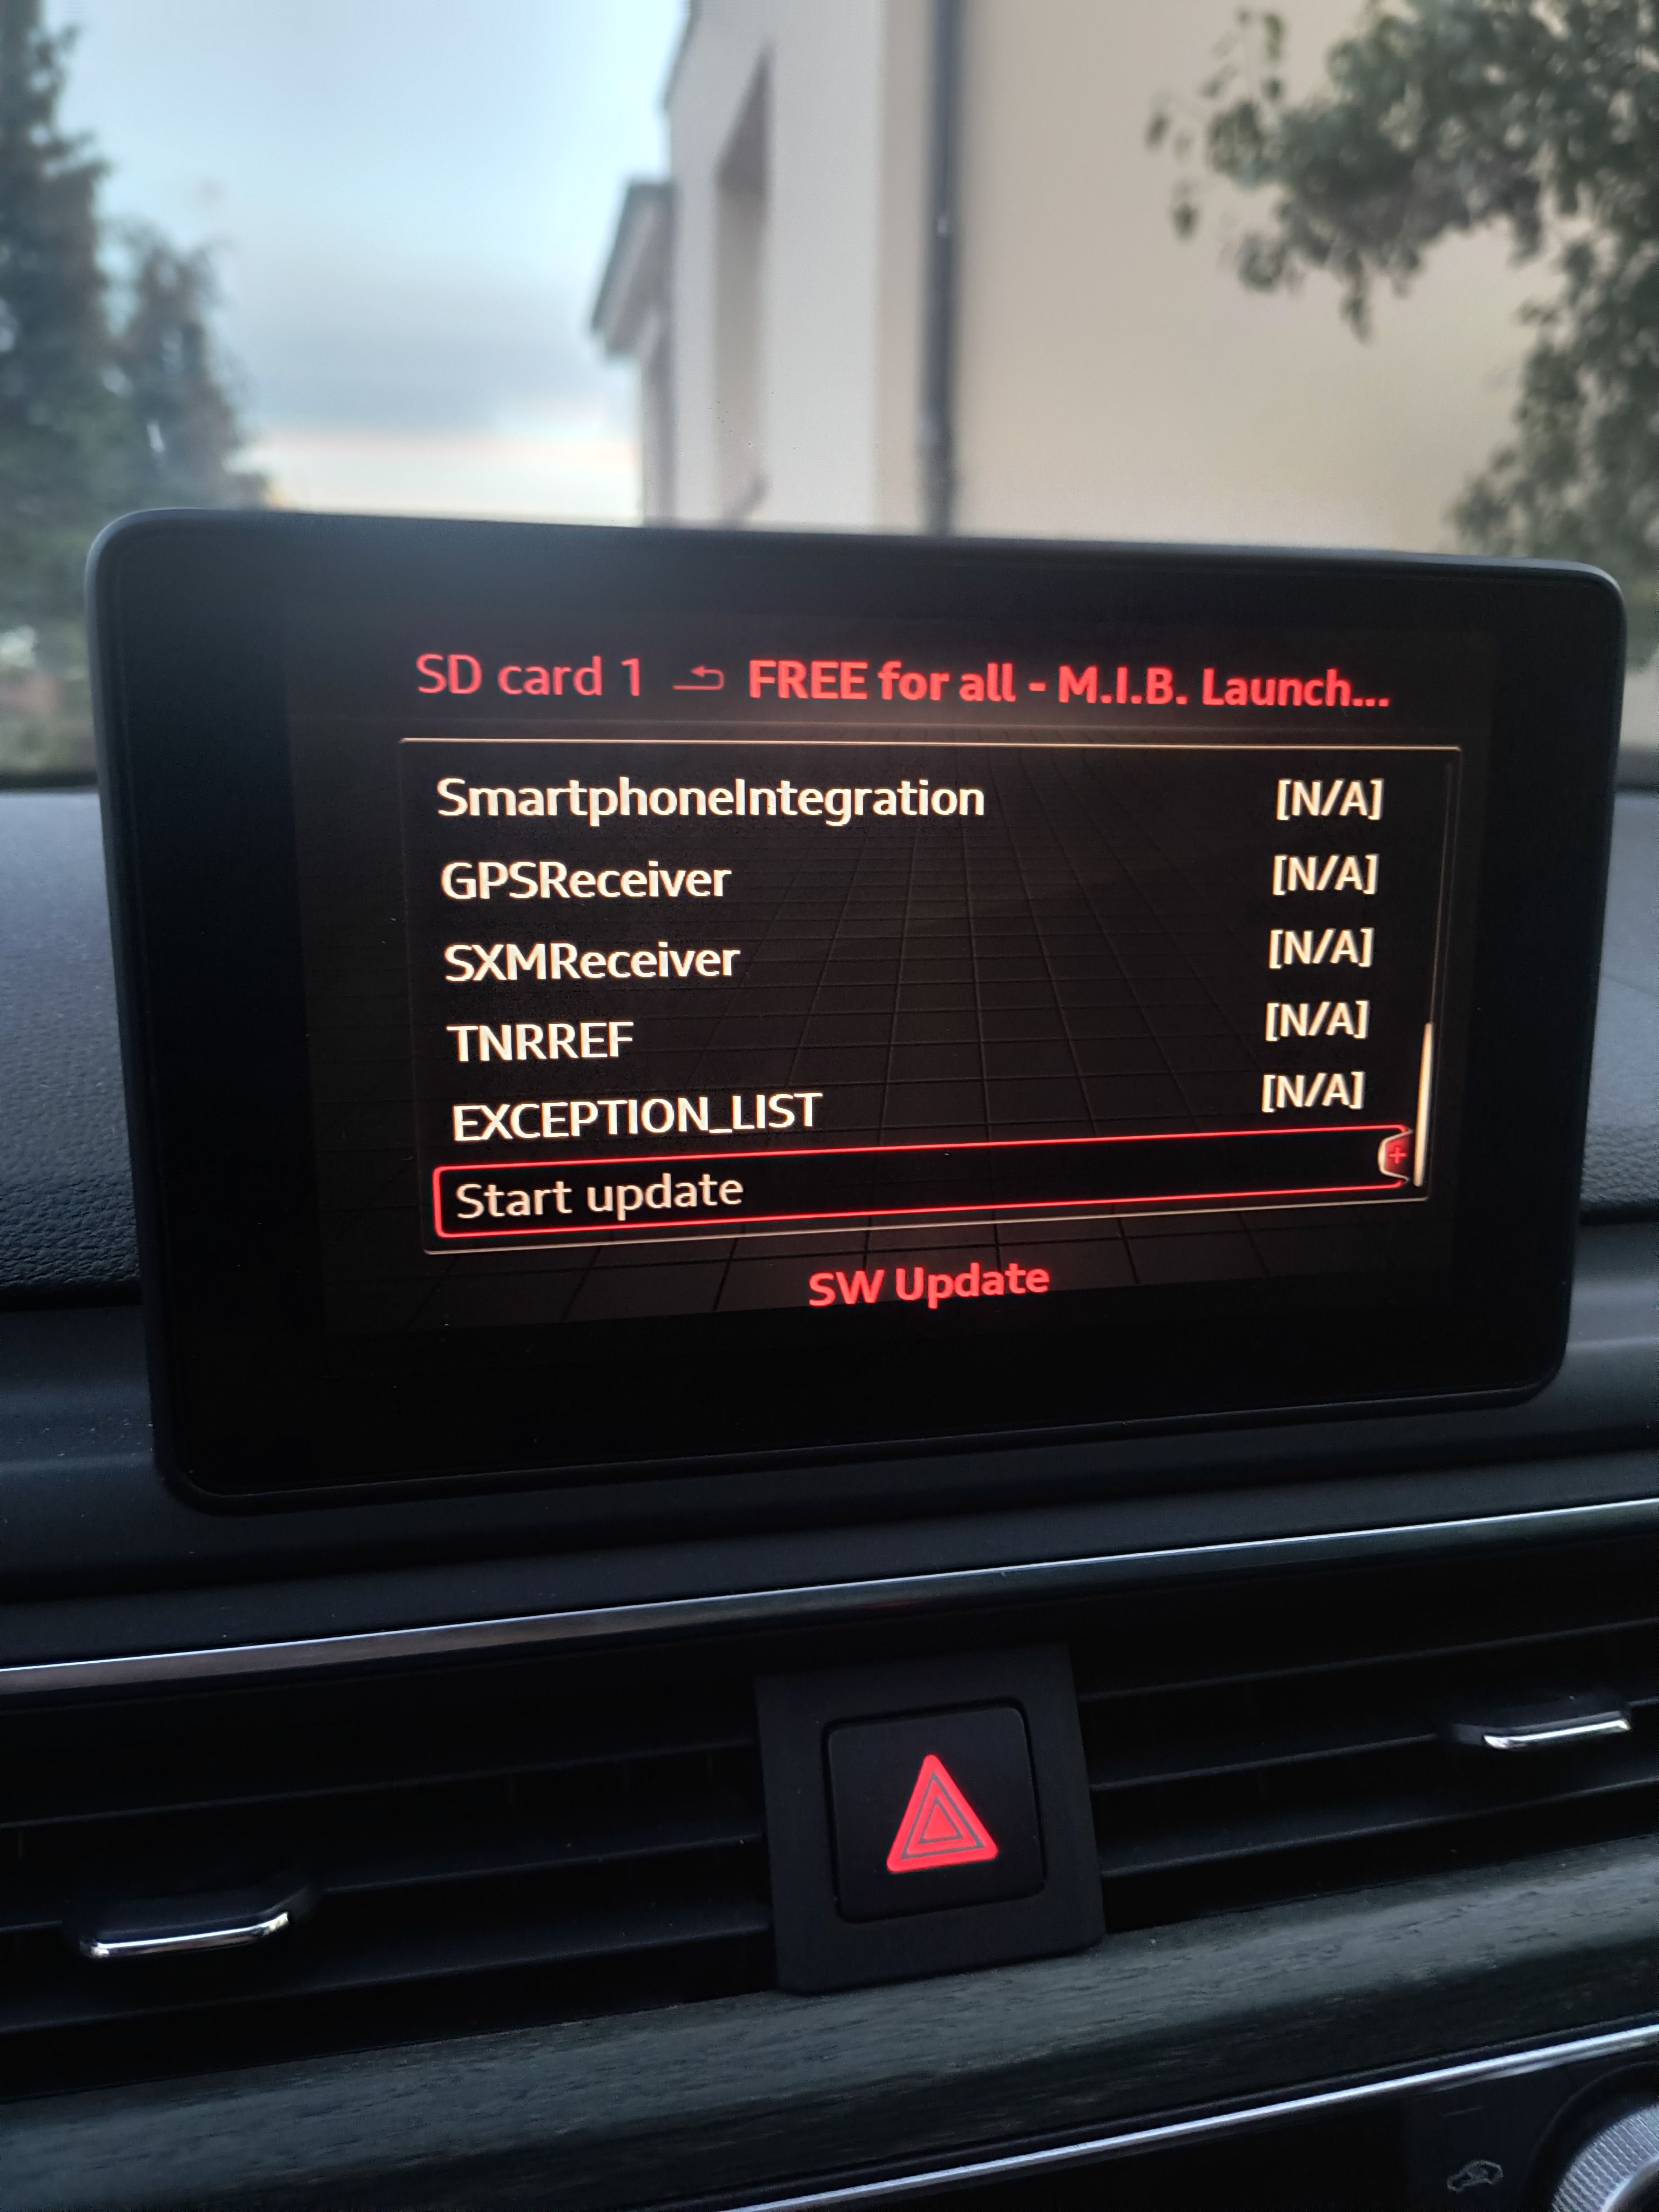 SD card 1 FREE for all - M.I.B. Launch...
SmartphoneIntegration [N/A]
GPSReceiver [N/A]
SXMReceiver [N/A]
TNRREF [N/A]
EXCEPTION_LIST [N/A]
Start update
SW Update